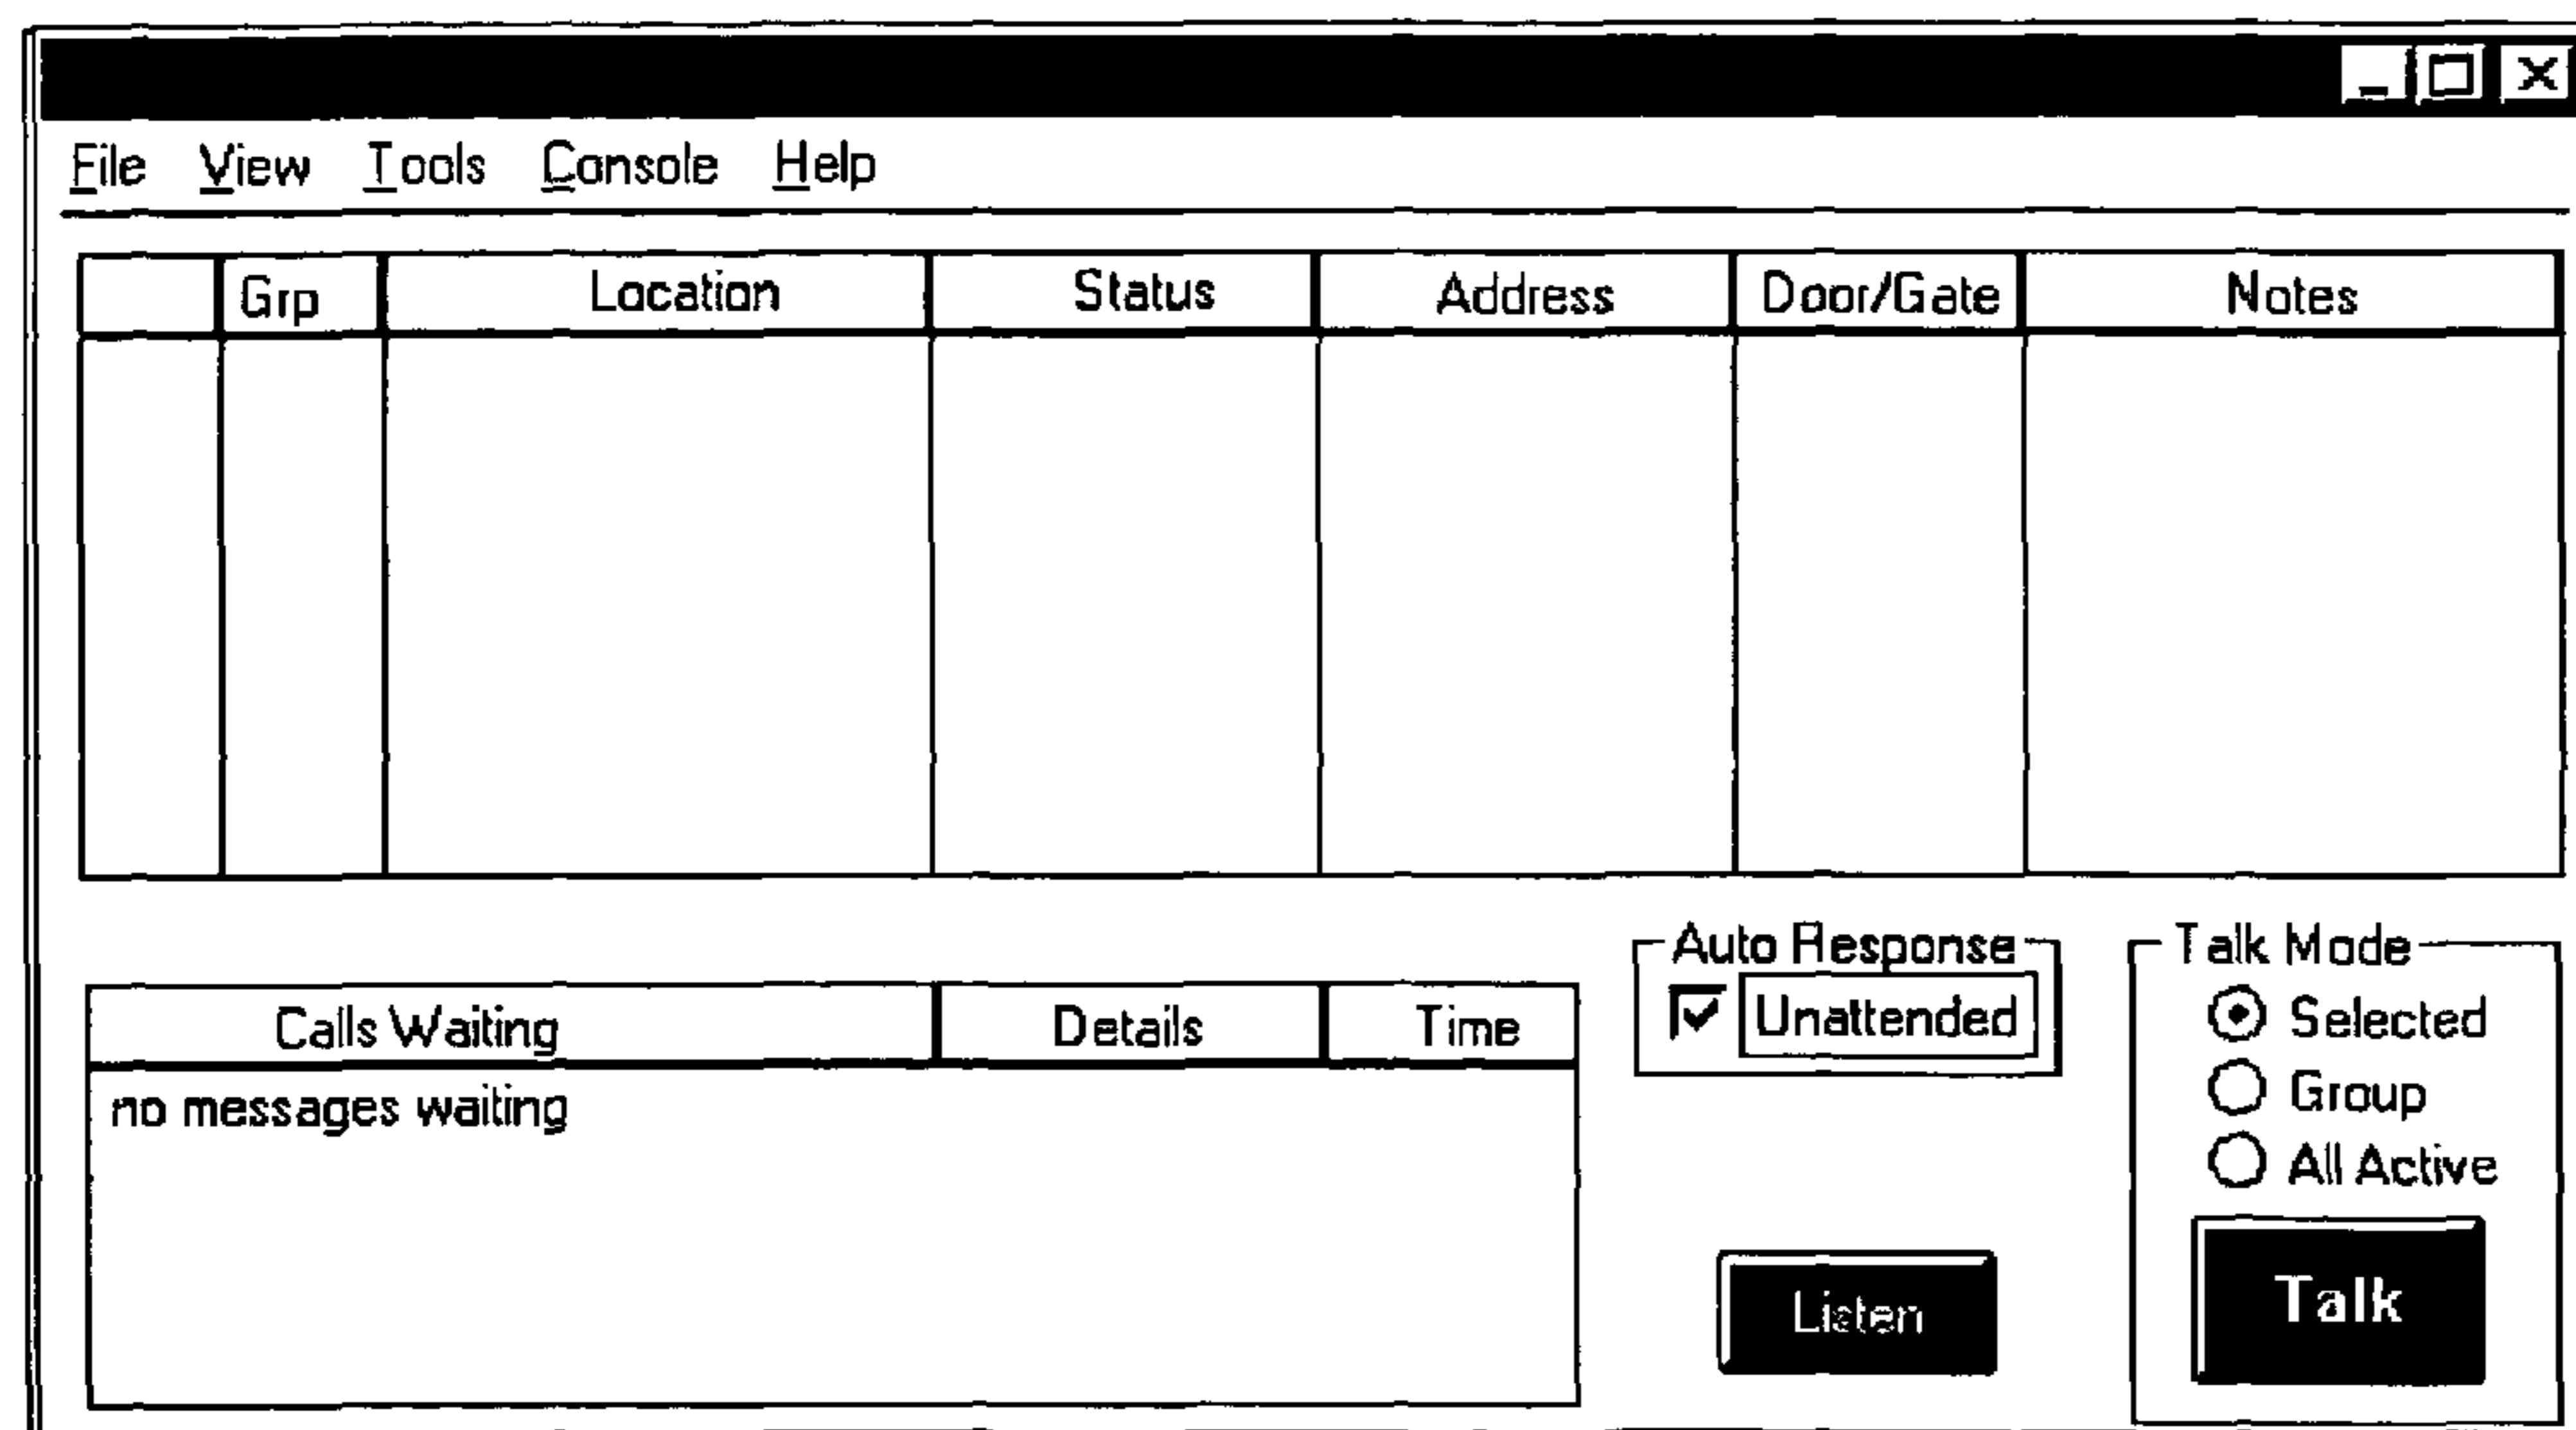 File View Tools Console Help
Grp Location Status Address Door/Gate Notes
Auto Response
Unattended
Talk Mode
Selected
Group
All Active
Calls Waiting Details Time
no messages waiting
Listen
Talk